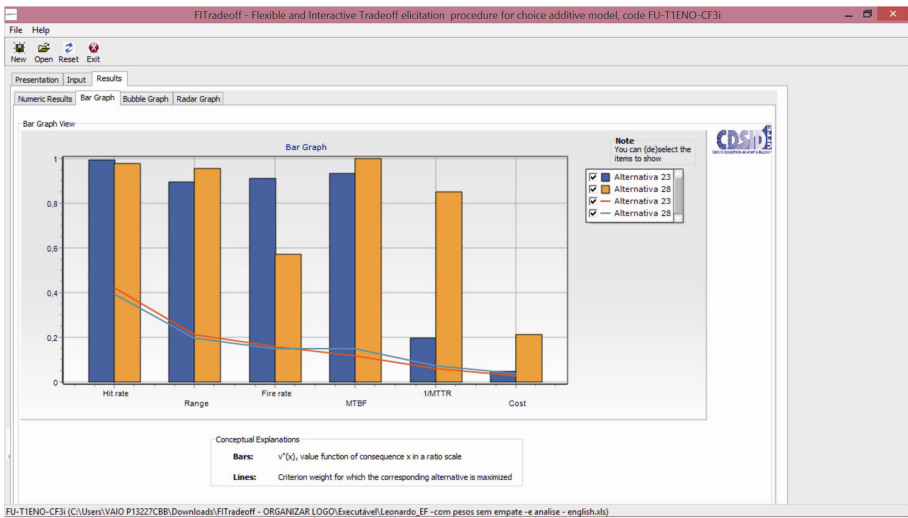 FITradeoff - Flexible and Interactive Tradeoff elicitation procedure for choice additive model, code FU-T1ENO-CF3i
File Help
New Open Reset Exit
Presentation Input Results
Numeric Results Bar Graph Bubble Graph Radar Graph
Bar Graph View
CDSID
Note
You can (de)select the
items to show
Bar Graph
Alternativa 23
Alternativa 28
Alternativa 23
Alternativa 28
1
0,8
0,6
0,4
0,2
0
Hit rate
Range
Fire rate
MTBF
1/MTTR
Cost
Conceptual Explanations
Bars: v"(x), value function of consequence x in a ratio scale
Lines: Criterion weight for which the corresponding alternative is maximized
FU-T1ENO-CF3i (C:\Users\VAIO P13227CBB\Downloads\FITradeoff - ORGANIZAR LOGO\Executável\Leonardo_EF -com pesos sem empate -e analise - english.xls)